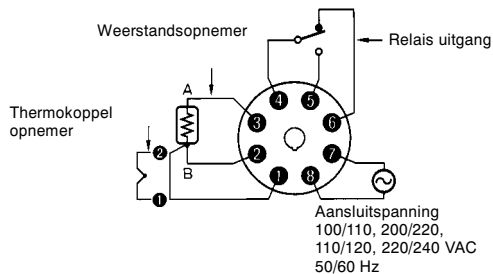 Weerstandsopnemer
Relais uitgang
A
4
5
Thermokoppel
opnemer
3
6
2
2
7
B
1
8
1
Aansluitspanning
100/110, 200/220,
110/120, 220/240 VAC
50/60 Hz